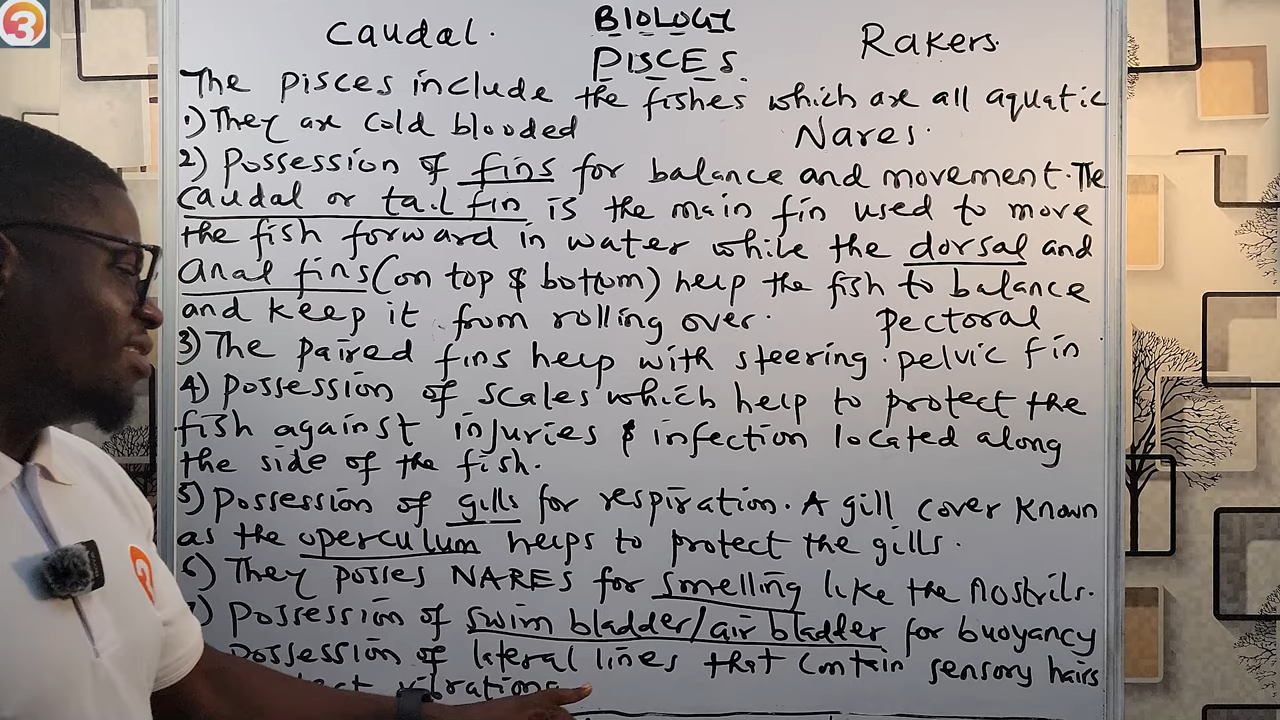 3
BIOLOGY
Caudal.
PISCES.
Rakers.
The pisces include the fishes which are all aquatic
1) They are cold blooded
Nares.
2) Possession of fins for balance and movement. The
caudal or tail fin is the main fin used to move
the fish forward in water while the dorsal and
anal fins (on top & bottom) help the fish to balance
and keep it from rolling over.
pectoral
3) The paired fins help with steering. pelvic fin
4) Possession of scales which help to protect the
fish against injuries & infection located along
the side of the fish.
5) Possession of gills for respiration. A gill cover known
as the operculum helps to protect the gills.
6) They posses NARES for smelling like the nostrils.
7) Possession of swim bladder/air bladder for buoyancy
Possession of lateral lines that contain sensory hairs
vibrations
3